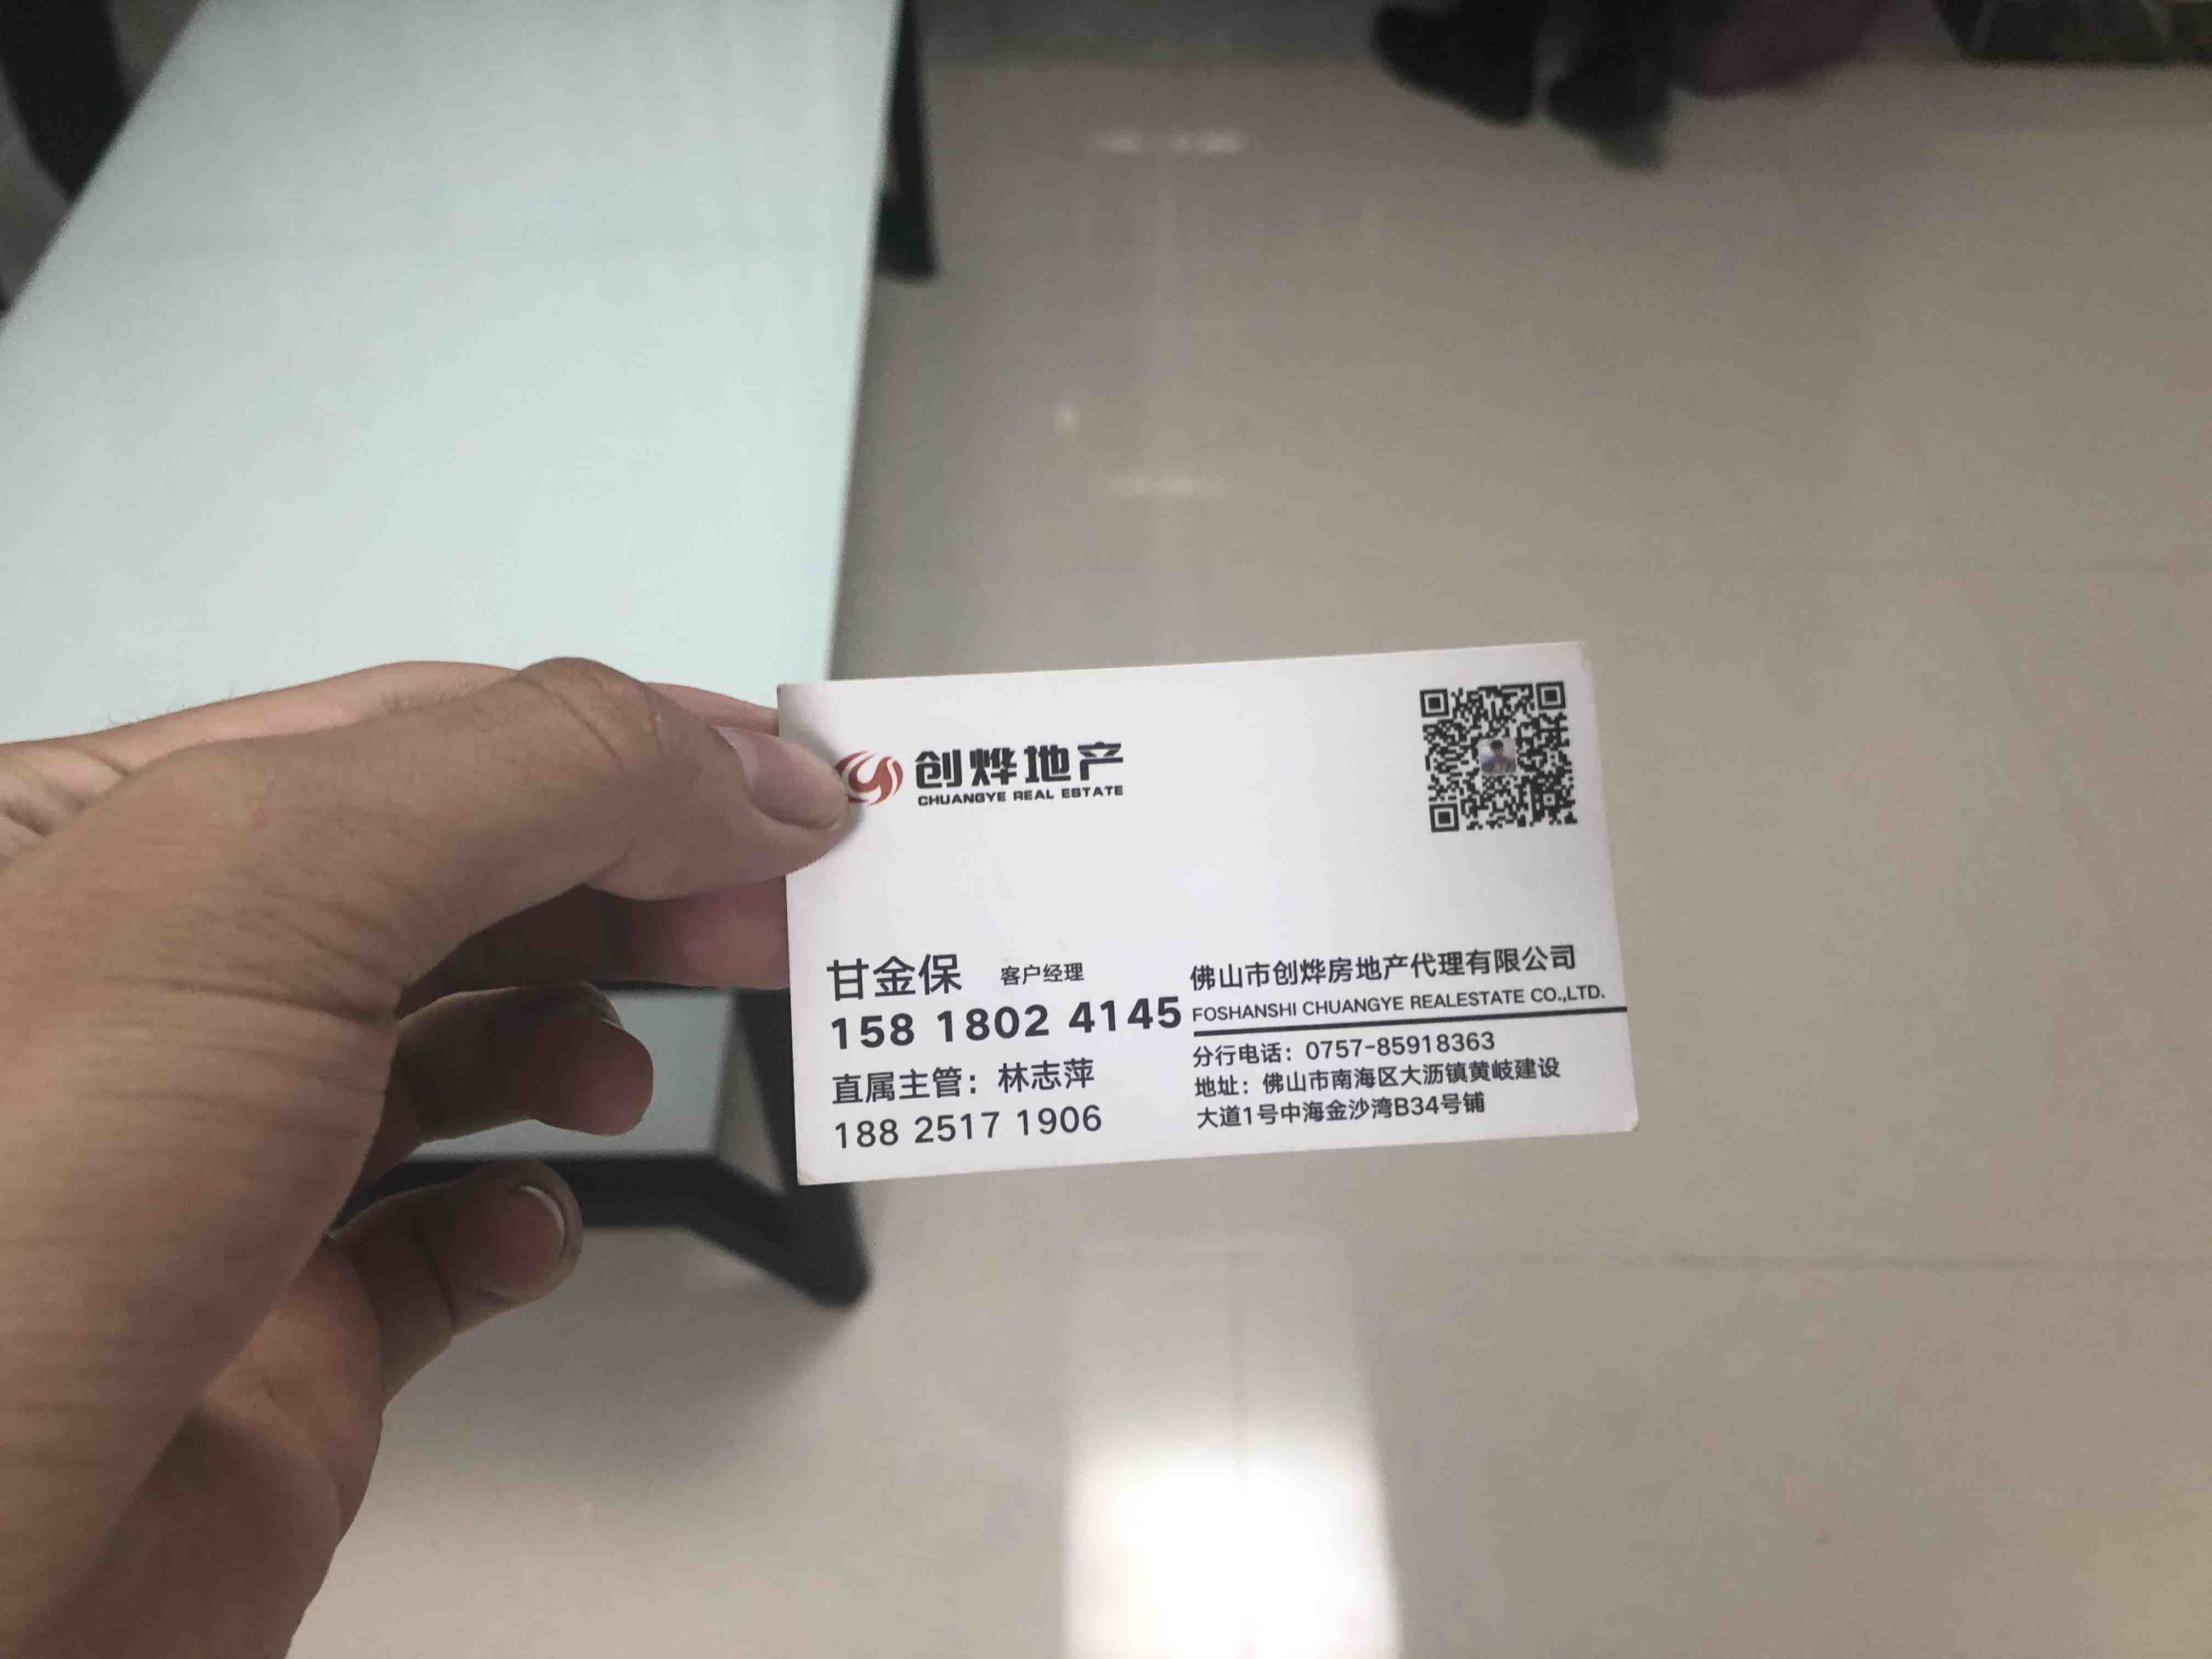 创烨地产
CHUANGYE REAL ESTATE
甘金保 客户经理
158 1802 4145
直属主管：林志萍
188 2517 1906
佛山市创烨房地产代理有限公司
FOSHANSHI CHUANGYE REALESTATE CO.,LTD.
分行电话：0757-85918363
地址：佛山市南海区大沥镇黄岐建设
大道1号中海金沙湾B34号铺